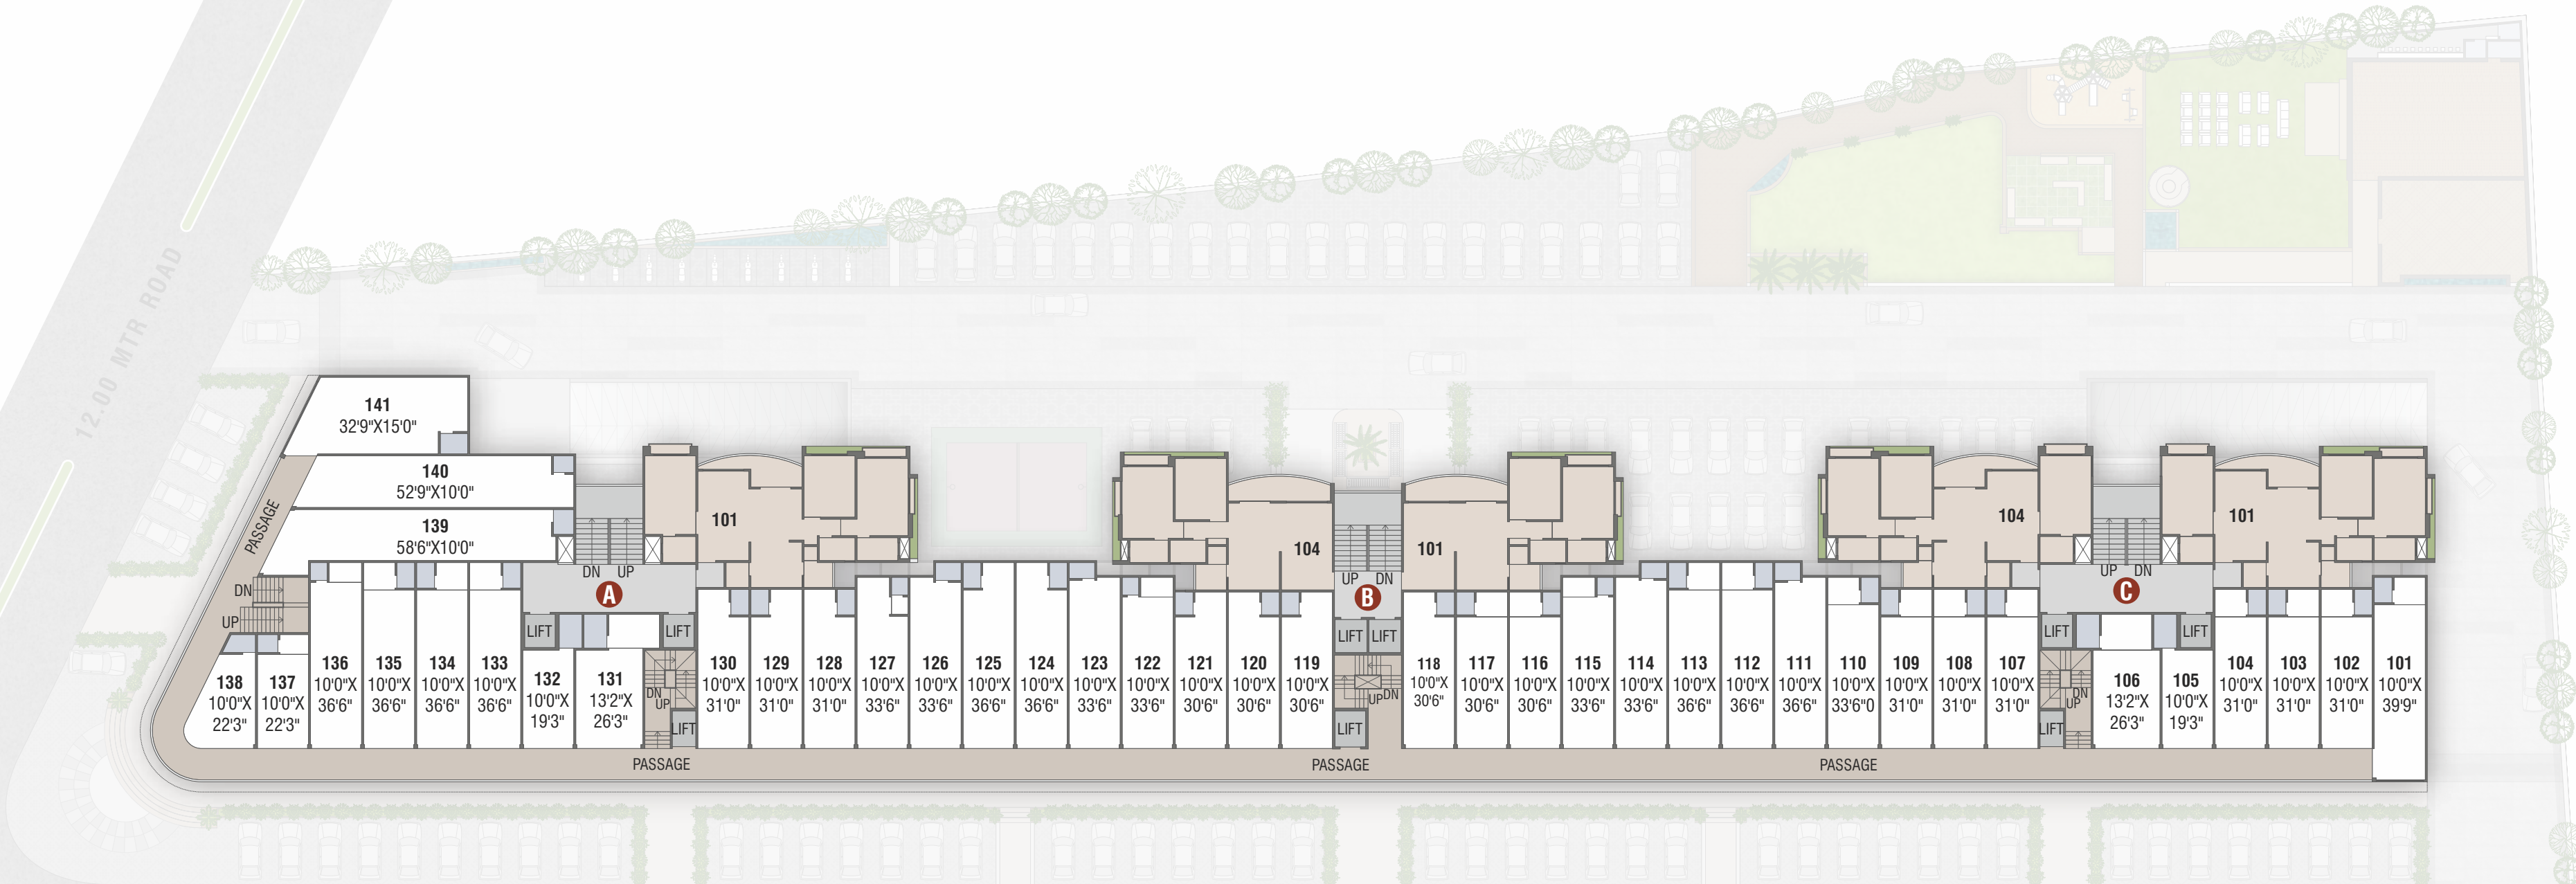 12.00 MTR ROAD
141
32'9"X15'0"
140
52'9"X10'0"
139
58'6"X10'0"
PASSAGE
DN
UP
101
104
101
104
101
DN UP
A
UP DN
B
UP DN
C
LIFT
LIFT
LIFT
LIFT
LIFT
LIFT
138
10'0"X
22'3"
137
10'0"X
22'3"
136
10'0"X
36'6"
135
10'0"X
36'6"
134
10'0"X
36'6"
133
10'0"X
36'6"
132
10'0"X
19'3"
131
13'2"X
26'3"
DN
UP
LIFT
130
10'0"X
31'0"
129
10'0"X
31'0"
128
10'0"X
31'0"
127
10'0"X
33'6"
126
10'0"X
33'6"
125
10'0"X
36'6"
124
10'0"X
36'6"
123
10'0"X
33'6"
122
10'0"X
33'6"
121
10'0"X
30'6"
120
10'0"X
30'6"
119
10'0"X
30'6"
UP
DN
LIFT
118
10'0"X
30'6"
117
10'0"X
30'6"
116
10'0"X
30'6"
115
10'0"X
33'6"
114
10'0"X
33'6"
113
10'0"X
36'6"
112
10'0"X
36'6"
111
10'0"X
36'6"
110
10'0"X
33'6"0
109
10'0"X
31'0"
108
10'0"X
31'0"
107
10'0"X
31'0"
DN
UP
LIFT
106
13'2"X
26'3"
105
10'0"X
19'3"
104
10'0"X
31'0"
103
10'0"X
31'0"
102
10'0"X
31'0"
101
10'0"X
39'9"
PASSAGE
PASSAGE
PASSAGE